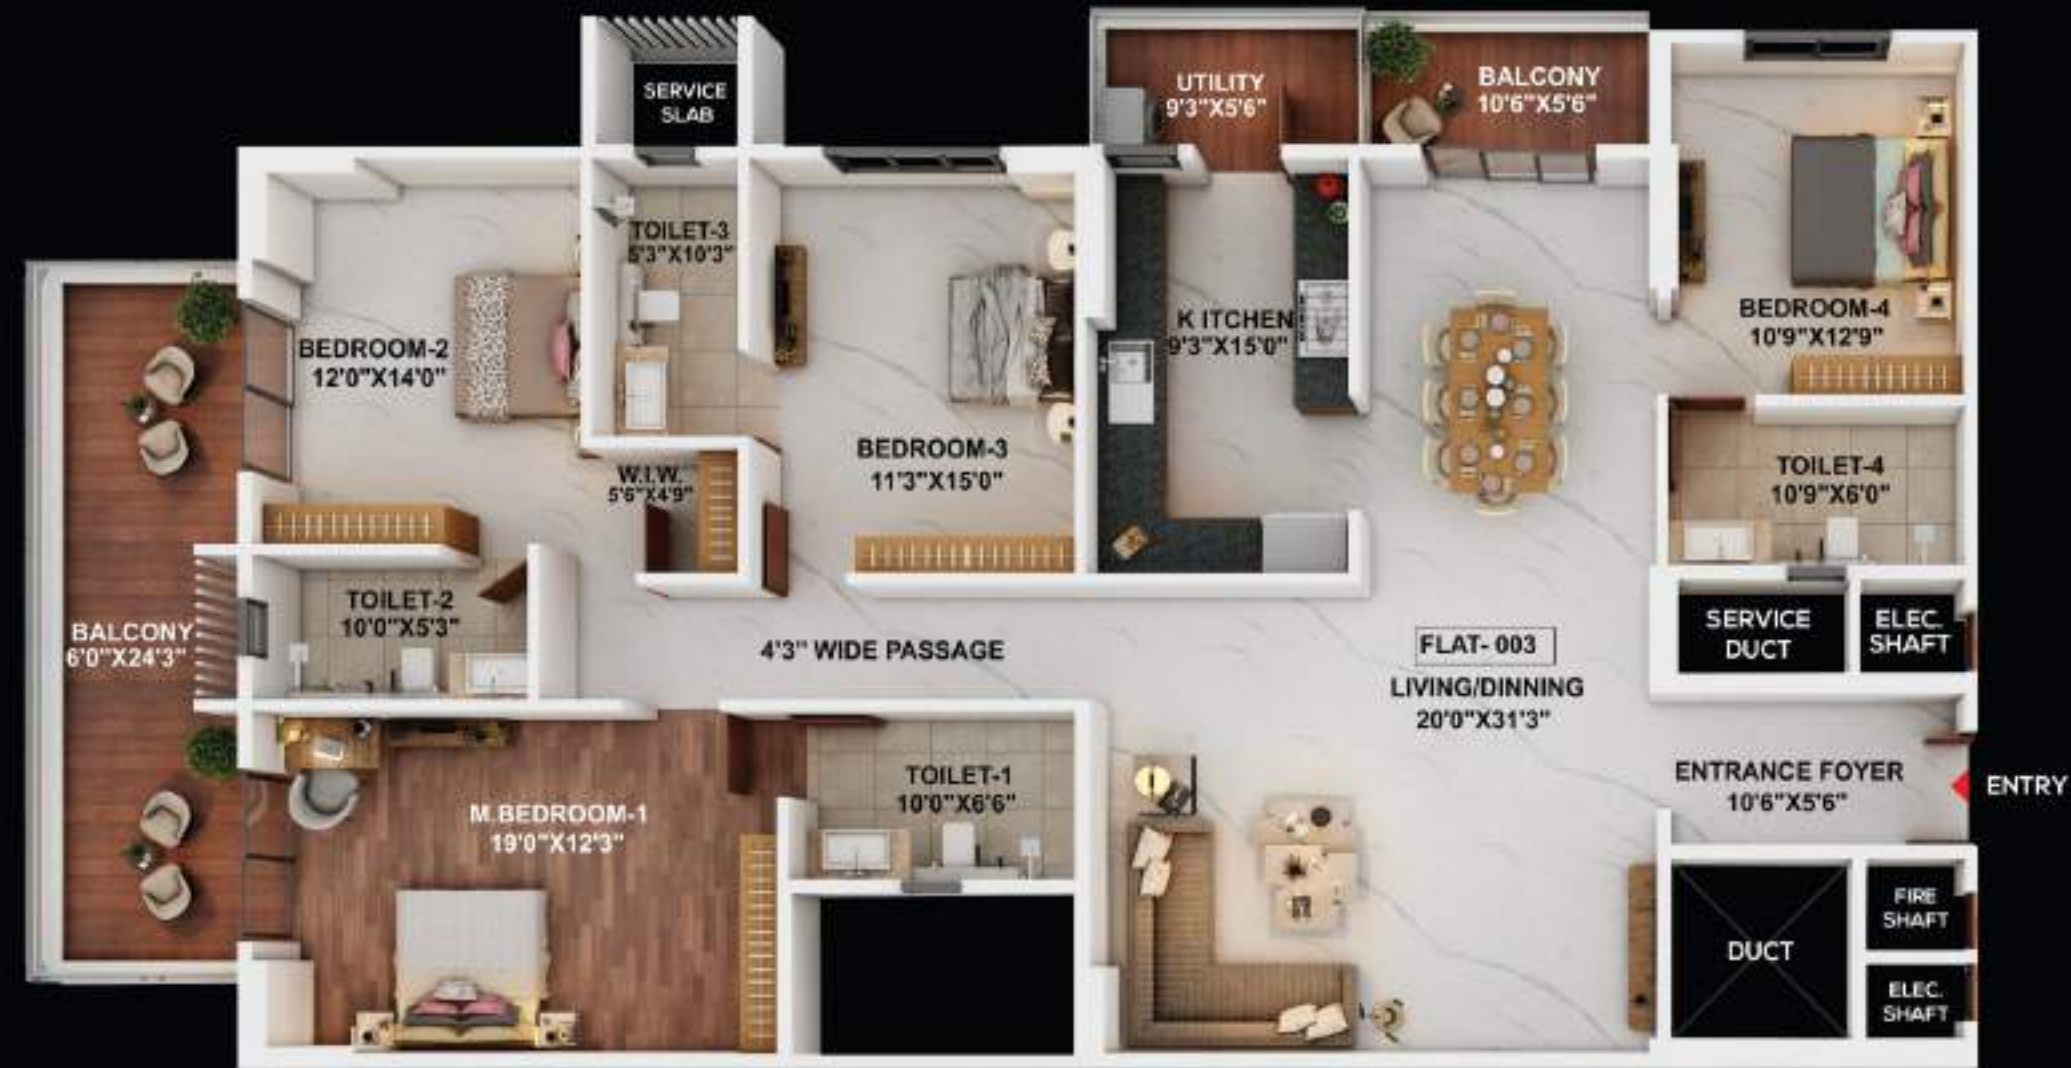 SERVICE
SLAB
UTILITY
9'3"X5'6"
BALCONY
10'6"X5'6"
TOILET-3
5'3"X10'3"
BEDROOM-2
12'0"X14'0"
K ITCHEN
9'3"X15'0"
BEDROOM-4
10'9"X12'9"
W.I.W.
5'6"X4'9"
BEDROOM-3
11'3"X15'0"
TOILET-4
10'9"X6'0"
TOILET-2
10'0"X5'3"
BALCONY
6'0"X24'3"
4'3" WIDE PASSAGE
FLAT- 003
LIVING/DINNING
20'0"X31'3"
SERVICE
DUCT
ELEC.
SHAFT
M.BEDROOM-1
19'0"X12'3"
TOILET-1
10'0"X6'6"
ENTRANCE FOYER
10'6"X5'6"
ENTRY
DUCT
FIRE
SHAFT
ELEC.
SHAFT